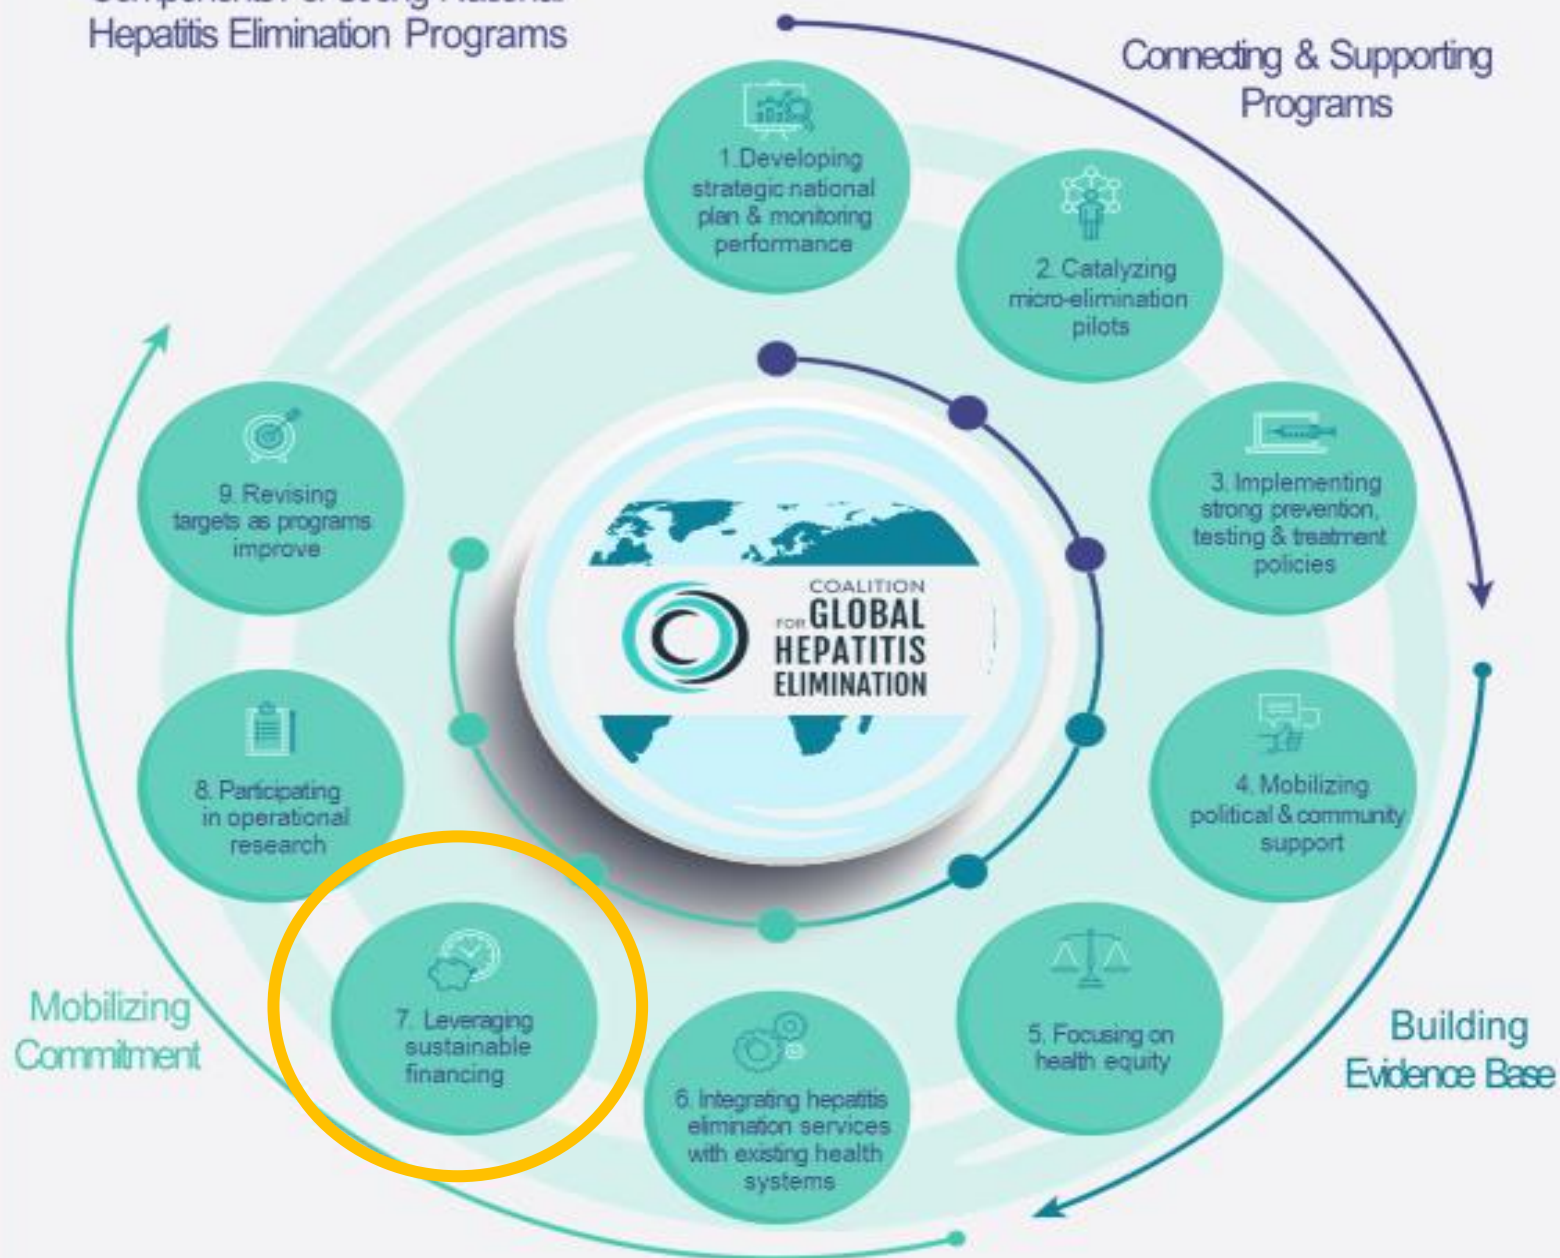 Hepatitis Elimination Programs
Connecting & Supporting
Programs
1.Developing
strategic national
plan & monitoring
performance
2. Catalyzing
micro-elimination
pilots
3. Implementing
strong prevention,
testing & treatment
policies
4. Mobilizing
political & community
support
5. Focusing on
health equity
6. Integrating hepatitis
elimination services
with existing health
systems
7. Leveraging
sustainable
financing
8. Participating
in operational
research
9. Revising
targets as programs
improve
COALITION
FOR GLOBAL
HEPATITIS
ELIMINATION
Building
Evidence Base
Mobilizing
Commitment